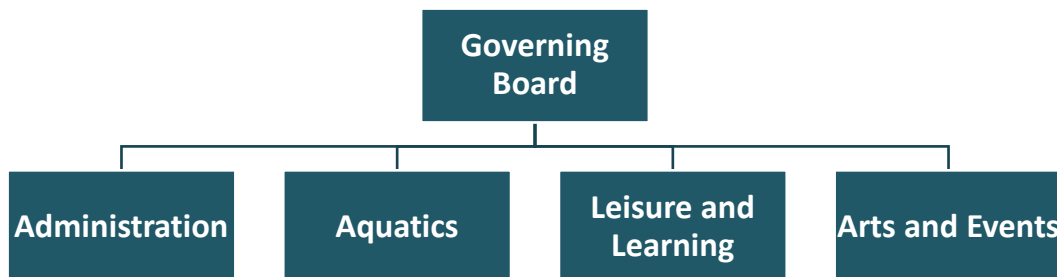 Governing
Board
Administration
Aquatics
Leisure and
Learning
Arts and Events